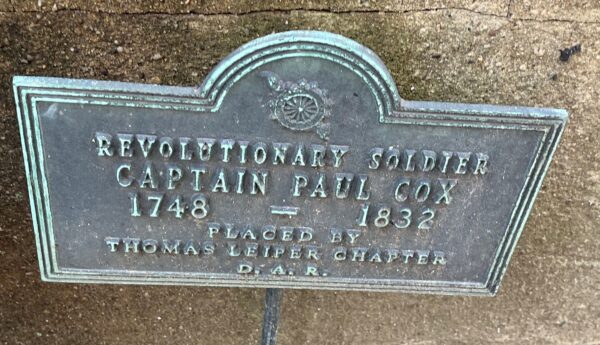 REVOLUTIONARY SOLDIER
CAPTAIN PAUL COX
1748 — 1832
PLACED BY
THOMAS LEIPER CHAPTER
D. A. R.